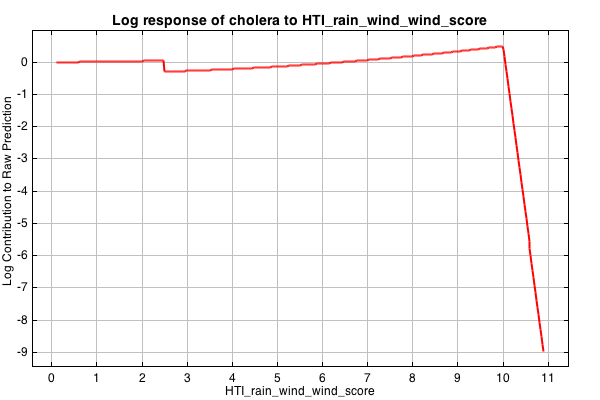 Log response of cholera to HTI_rain_wind_wind_score
Log Contribution to Raw Prediction
0
-1
-2
-3
-4
-5
-6
-7
-8
-9
0 1 2 3 4 5 6 7 8 9 10 11
HTI_rain_wind_wind_score